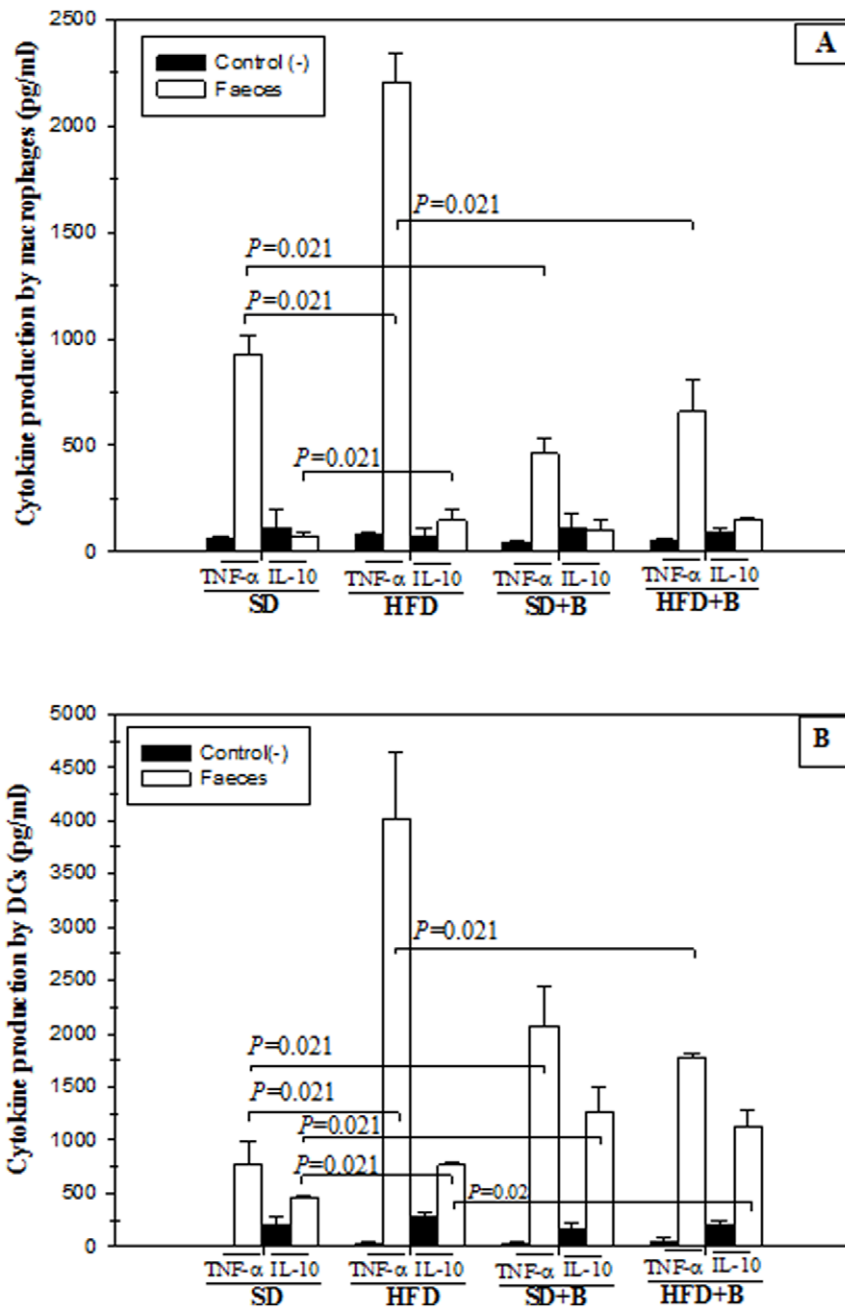 A
Control (-)
Faeces
Cytokine production by macrophages (pg/ml)
2500
2000
1500
1000
500
0
P=0.021
P=0.021
P=0.021
P=0.021
TNF-α IL-10 TNF-α IL-10 TNF-α IL-10 TNF-α IL-10
SD HFD SD+B HFD+B
B
Control(-)
Faeces
Cytokine production by DCs (pg/ml)
5000
4500
4000
3500
3000
2500
2000
1500
1000
500
0
P=0.021
P=0.021
P=0.021
P=0.021
P=0.021
P=0.02
TNF-α IL-10 TNF-α IL-10 TNF-α IL-10 TNF-α IL-10
SD HFD SD+B HFD+B